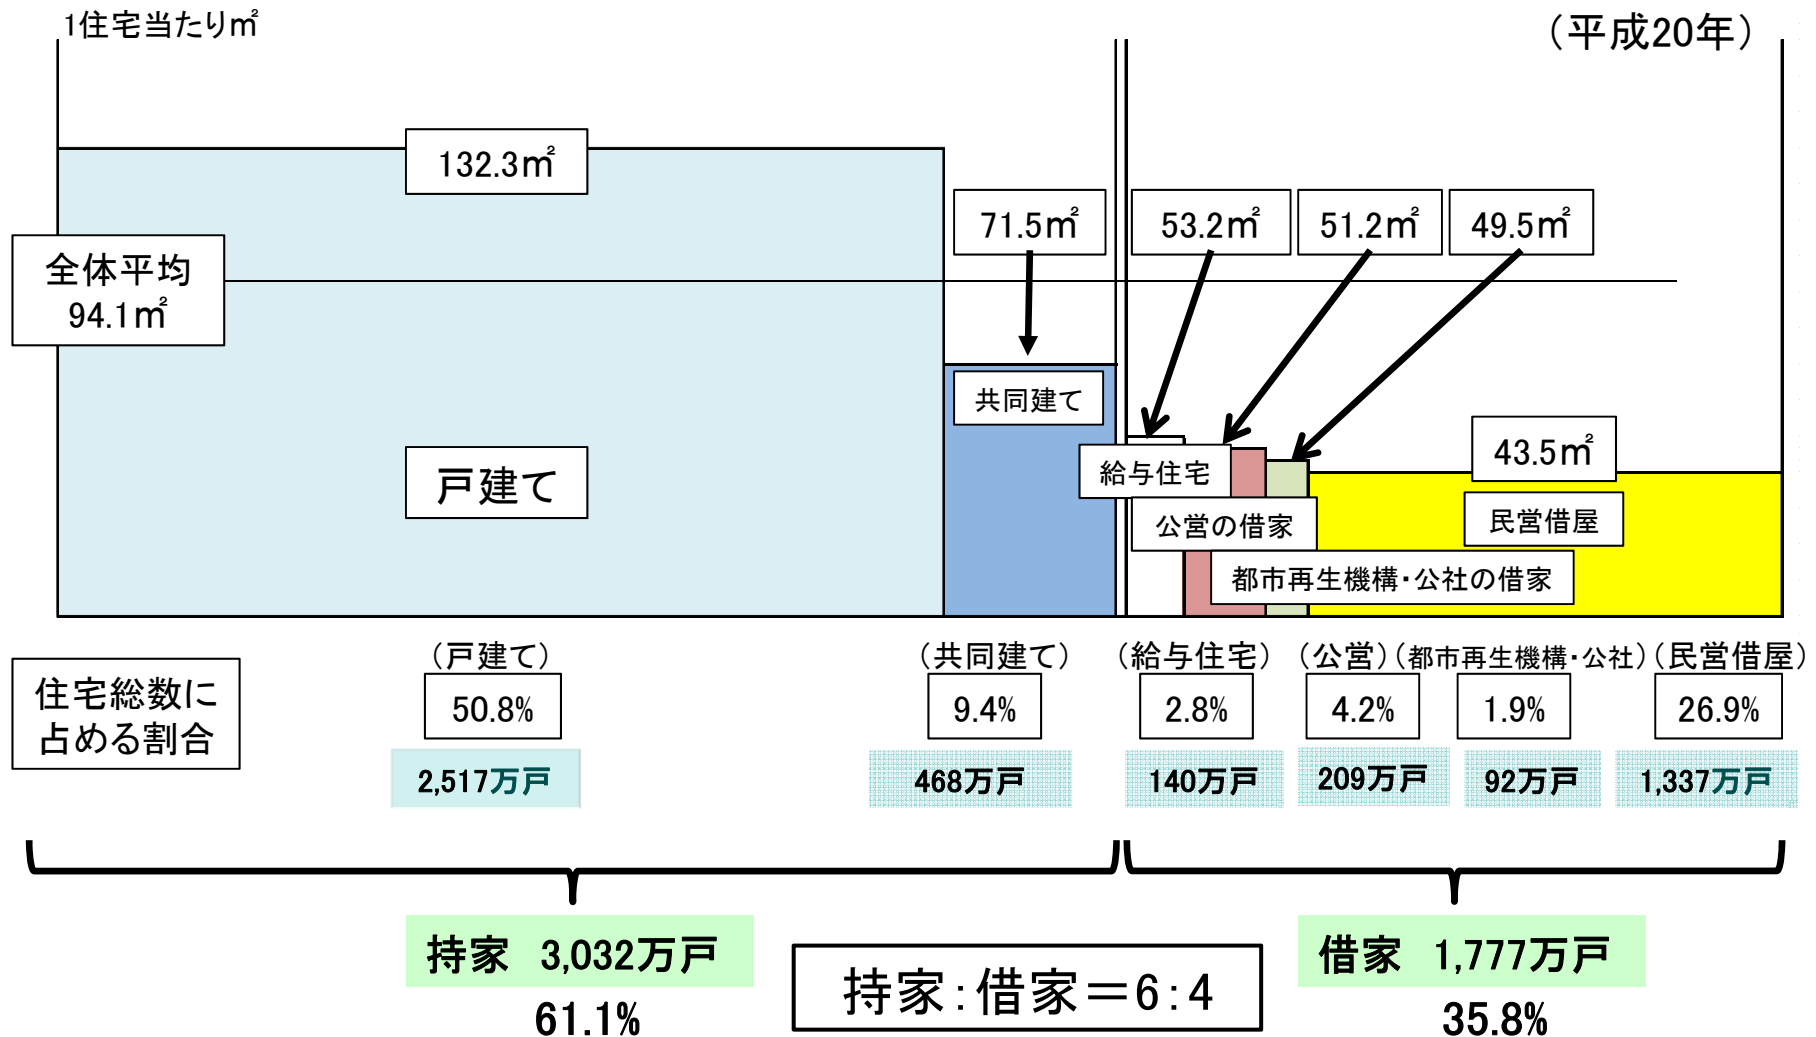 1住宅当たり㎡
（平成20年）
132.3㎡
71.5㎡
53.2㎡
51.2㎡
49.5㎡
全体平均
94.1㎡
共同建て
戸建て
給与住宅
公営の借家
都市再生機構・公社の借家
43.5㎡
民営借屋
（戸建て）
（共同建て）
（給与住宅）
（公営）
（都市再生機構・公社）
（民営借屋）
住宅総数に
占める割合
50.8%
9.4%
2.8%
4.2%
1.9%
26.9%
2,517万戸
468万戸
140万戸
209万戸
92万戸
1,337万戸
持家　3,032万戸
61.1%
持家：借家＝6：4
借家　1,777万戸
35.8%